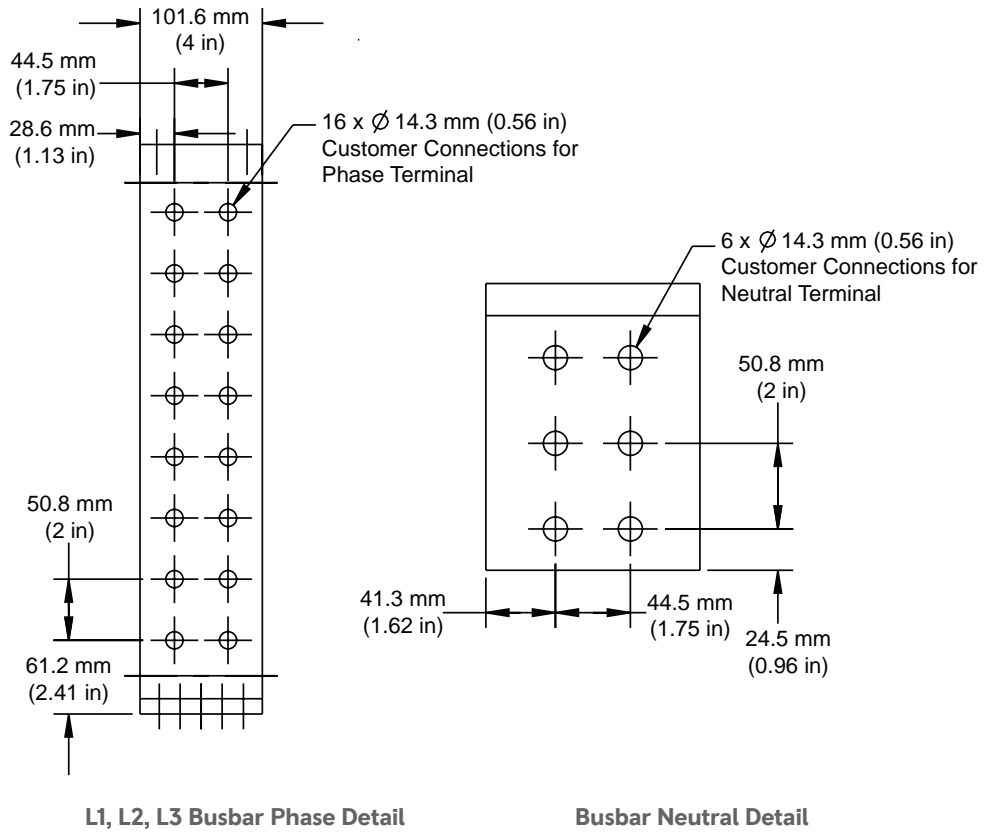 101.6 mm
(4 in)
44.5 mm
(1.75 in)
28.6 mm
(1.13 in)
16 x ∅ 14.3 mm (0.56 in)
Customer Connections for
Phase Terminal
50.8 mm
(2 in)
61.2 mm
(2.41 in)
6 x ∅ 14.3 mm (0.56 in)
Customer Connections for
Neutral Terminal
50.8 mm
(2 in)
41.3 mm
(1.62 in)
44.5 mm
(1.75 in)
24.5 mm
(0.96 in)
L1, L2, L3 Busbar Phase Detail
Busbar Neutral Detail